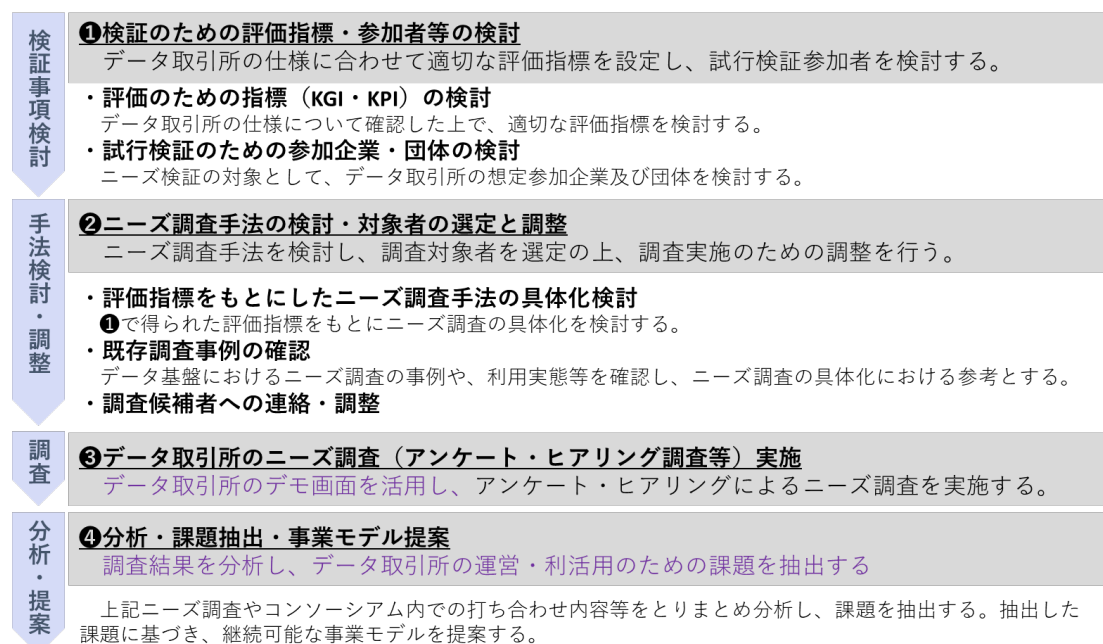 検証事項検討
❶検証のための評価指標・参加者等の検討
データ取引所の仕様に合わせて適切な評価指標を設定し、試行検証参加者を検討する。
・評価のための指標（KGI・KPI）の検討
データ取引所の仕様について確認した上で、適切な評価指標を検討する。
・試行検証のための参加企業・団体の検討
ニーズ検証の対象として、データ取引所の想定参加企業及び団体を検討する。
手法検討・調整
❷ニーズ調査手法の検討・対象者の選定と調整
ニーズ調査手法を検討し、調査対象者を選定の上、調査実施のための調整を行う。
・評価指標をもとにしたニーズ調査手法の具体化検討
❶で得られた評価指標をもとにニーズ調査の具体化を検討する。
・既存調査事例の確認
データ基盤におけるニーズ調査の事例や、利用実態等を確認し、ニーズ調査の具体化における参考とする。
・調査候補者への連絡・調整
調査
❸データ取引所のニーズ調査（アンケート・ヒアリング調査等）実施
データ取引所のデモ画面を活用し、アンケート・ヒアリングによるニーズ調査を実施する。
分析・提案
❹分析・課題抽出・事業モデル提案
調査結果を分析し、データ取引所の運営・利活用のための課題を抽出する
上記ニーズ調査やコンソーシアム内での打ち合わせ内容等をとりまとめ分析し、課題を抽出する。抽出した
課題に基づき、継続可能な事業モデルを提案する。